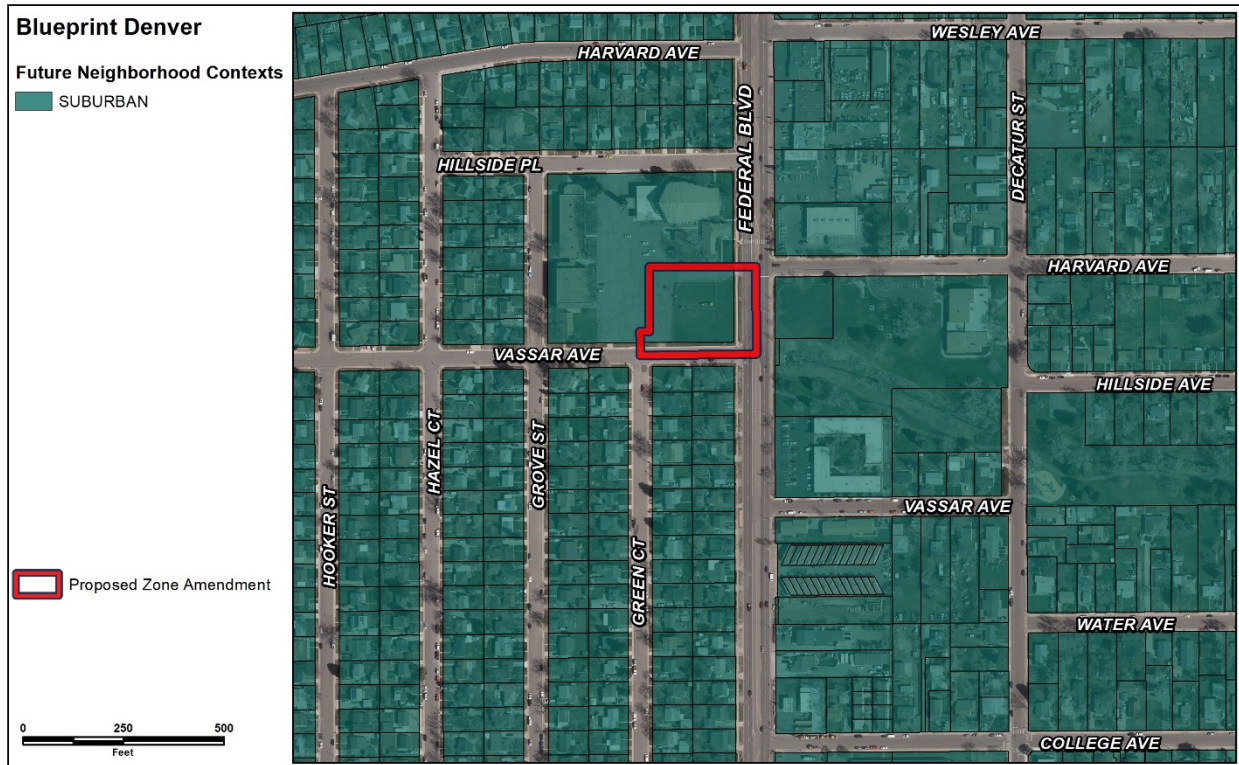 Blueprint Denver
Future Neighborhood Contexts
SUBURBAN
Proposed Zone Amendment
0 250 500
Feet
WESLEY AVE
HARVARD AVE
FEDERAL BLVD
DECATUR ST
HILLSIDE PL
HARVARD AVE
VASSAR AVE
HILLSIDE AVE
HOOKER ST
HAZEL CT
GROVE ST
GREEN CT
VASSAR AVE
WATER AVE
COLLEGE AVE